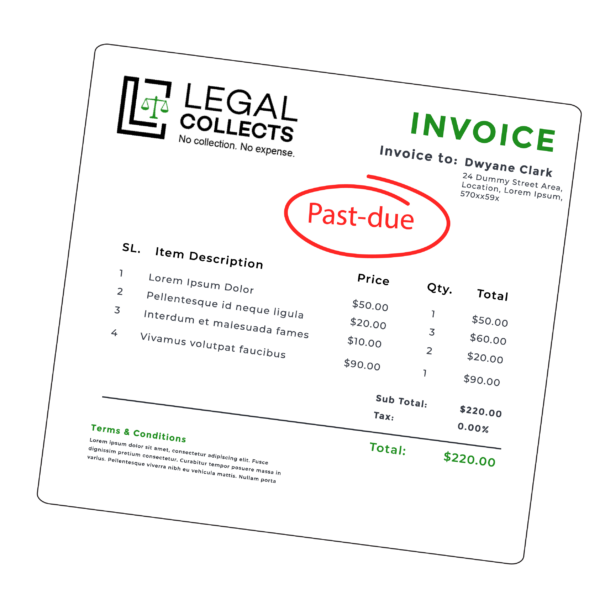 LEGAL
COLLECTS
No collection. No expense.
INVOICE
Invoice to: Dwyane Clark
24 Dummy Street Area,
Location, Lorem Ipsum,
570xx59x
Past-due
SL. Item Description Price Qty. Total
1 Lorem Ipsum Dolor $50.00 1 $50.00
2 Pellentesque id neque ligula $20.00 3 $60.00
3 Interdum et malesuada fames $10.00 2 $20.00
4 Vivamus volutpat faucibus $90.00 1 $90.00
Sub Total: $220.00
Tax: 0.00%
Total: $220.00
Terms & Conditions
Lorem ipsum dolor sit amet, consectetur adipiscing elit. Fusce
dignissim pretium consectetur. Curabitur tempor posuere massa in
varius. Pellentesque viverra nibh eu vehicula mattis. Nullam porta